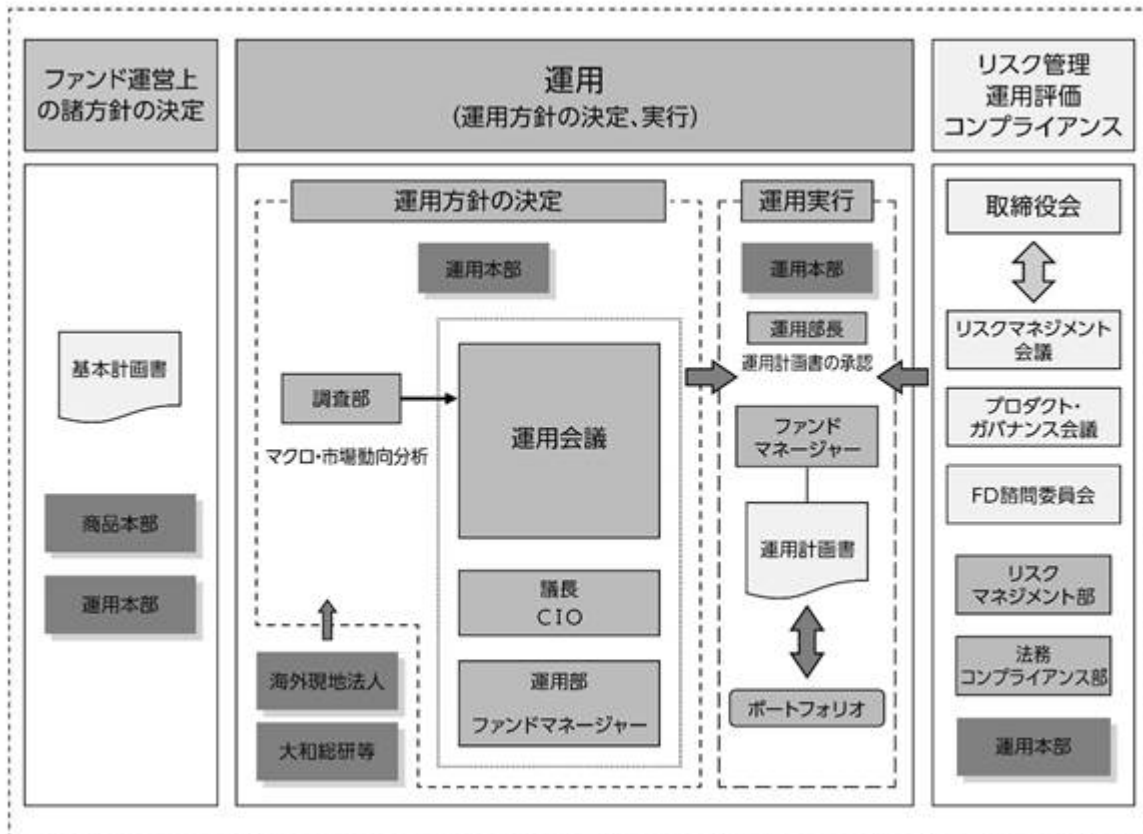 ファンド運営上
の諸方針の決定
運用
(運用方針の決定、実行)
リスク管理
運用評価
コンプライアンス
基本計画書
商品本部
運用本部
運用方針の決定
運用本部
調査部
マクロ・市場動向分析
運用会議
議長
CIO
運用部
ファンドマネージャー
海外現地法人
大和総研等
運用実行
運用本部
運用部長
運用計画書の承認
ファンド
マネージャー
運用計画書
ポートフォリオ
取締役会
リスクマネジメント
会議
プロダクト・
ガバナンス会議
FD諮問委員会
リスク
マネジメント部
法務
コンプライアンス部
運用本部